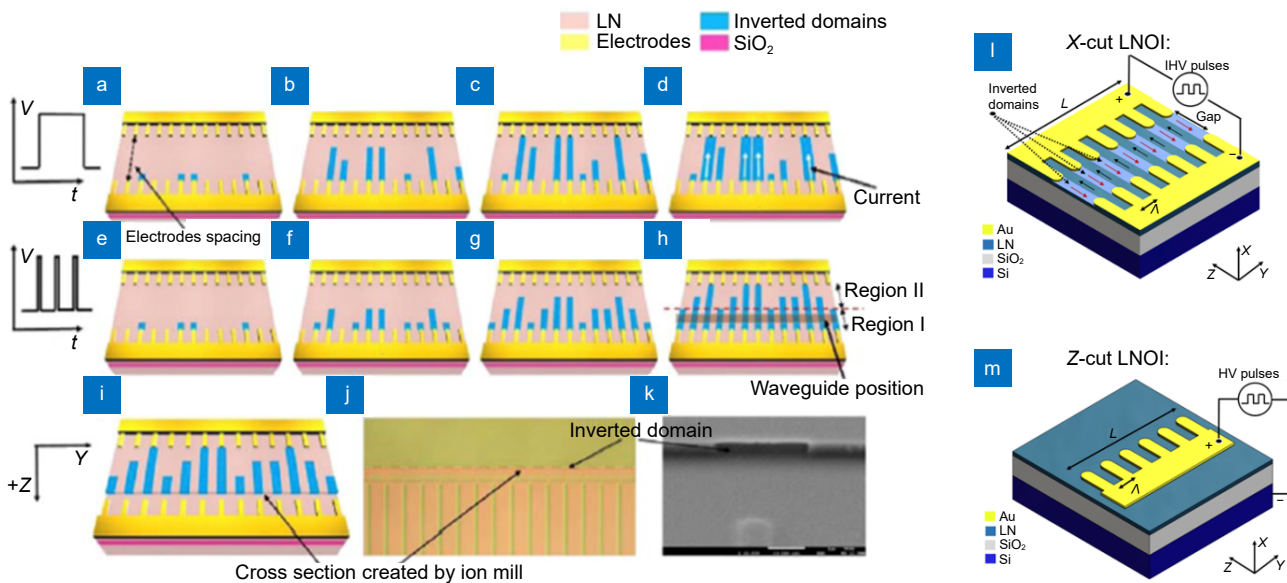 LN
Inverted domains
Electrodes
SiO2
a
b
c
d
V
t
Electrodes spacing
Current
e
f
g
h
V
t
Region II
Region I
Waveguide position
i
j
k
Y
+Z
Inverted domain
Cross section created by ion mill
l
X-cut LNOI:
IHV pulses
Inverted
domains
L
+
Gap
−
Λ
Au
LN
SiO2
Si
X
Z
Y
m
Z-cut LNOI:
HV pulses
L
+
Λ
−
Au
LN
SiO2
Si
X
Z
Y